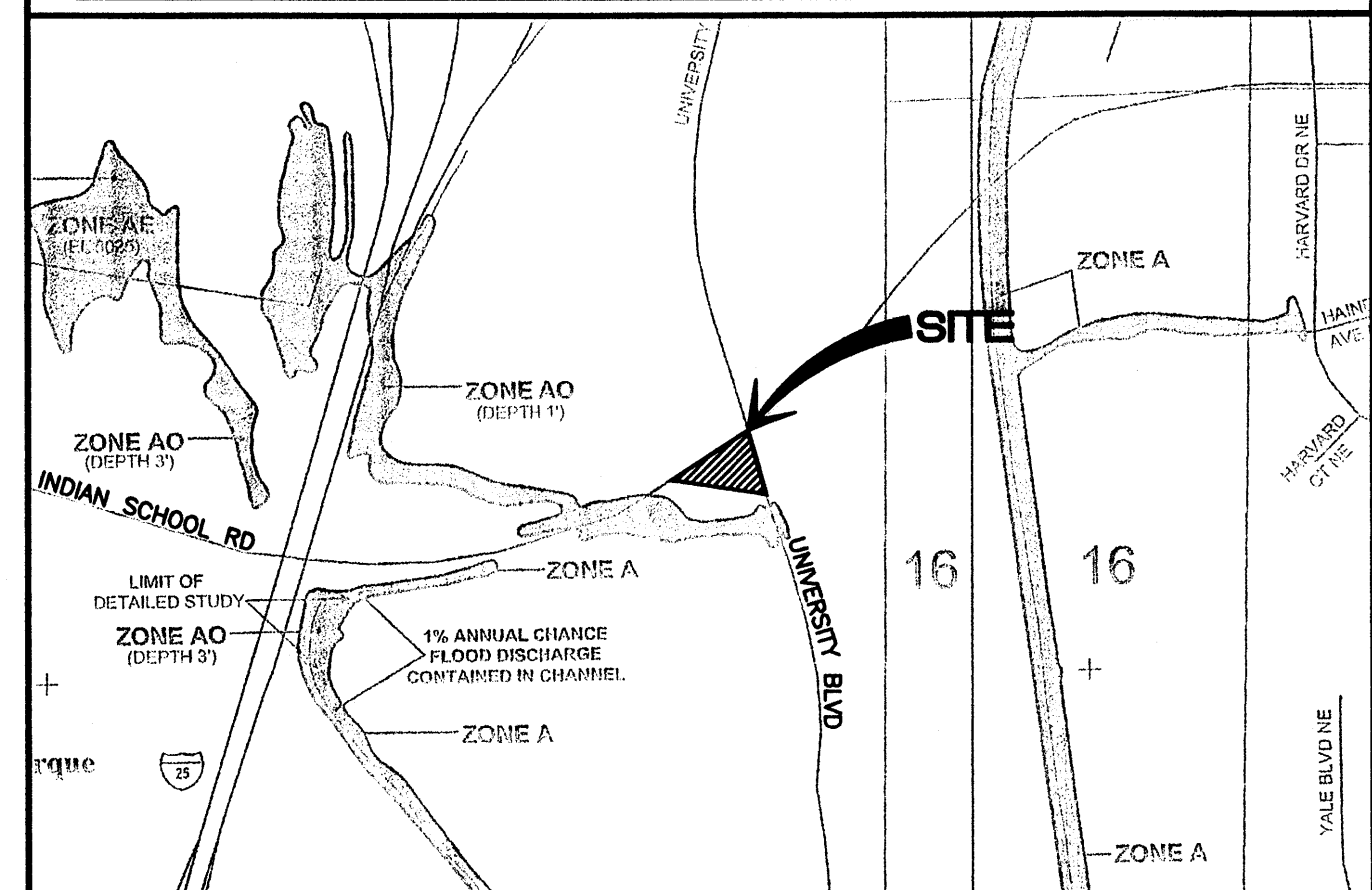 UNIVERSITY
HARVARD DR NE
ZONE AE
ZONE A
SITE
AVE
ZONE AO
(DEPTH 1')
ZONE AO
(DEPTH 3')
HARVARD
CT NE
INDIAN SCHOOL RD
16
16
ZONE A
LIMIT OF
DETAILED STUDY
ZONE AO
(DEPTH 3')
1% ANNUAL CHANCE
FLOOD DISCHARGE
CONTAINED IN CHANNEL
UNIVERSITY BLVD
ZONE A
rque
25
YALE BLVD NE
ZONE A